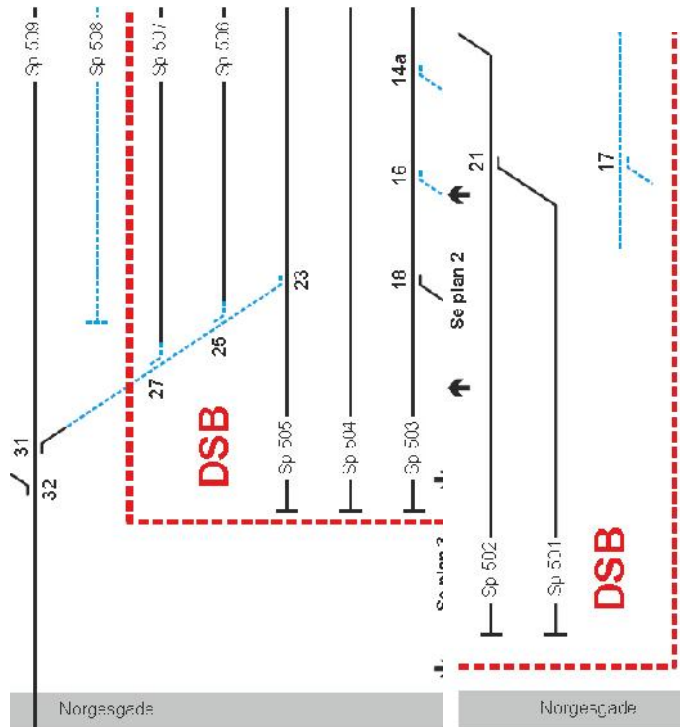 Sp 509
Sp 508
Sp 507
Sp 506
14a
16
21
17
23
18
Se plan 2
25
27
31
32
DSB
Sp 505
Sp 504
Sp 503
Sp 502
Sp 501
DSB
Norgesgade
Norgesgade